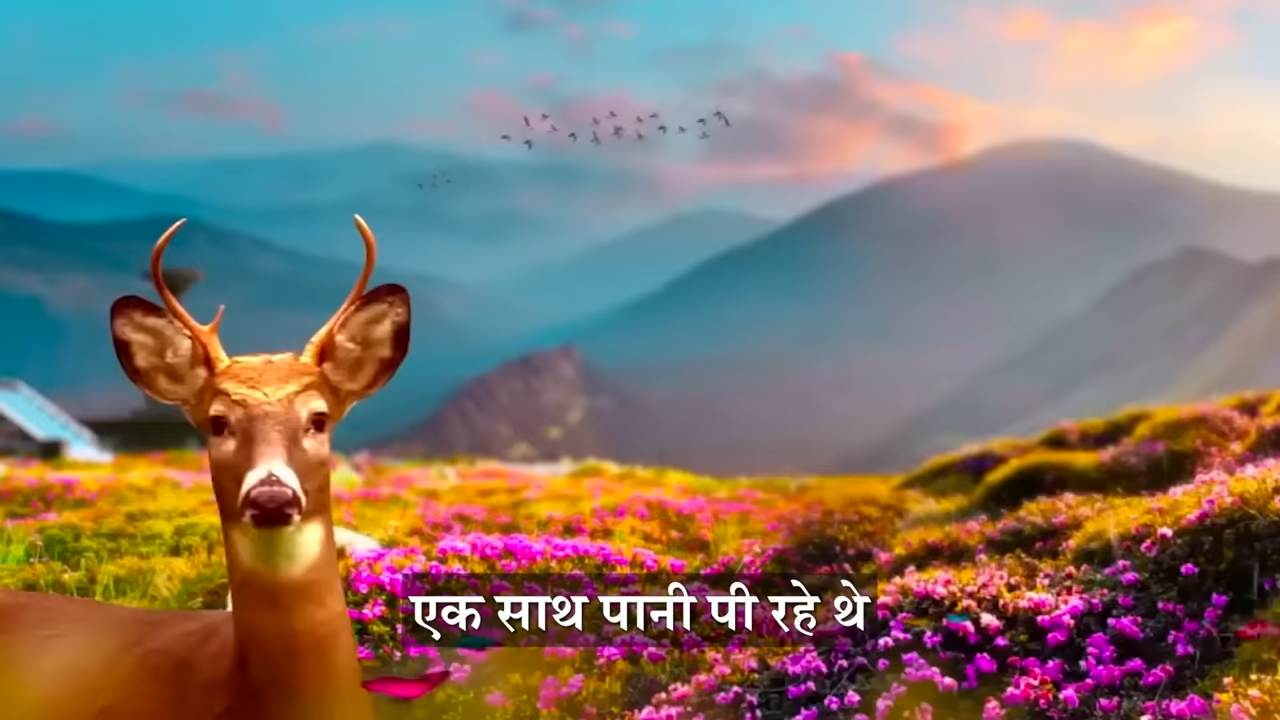 एक साथ पानी पी रहे थे